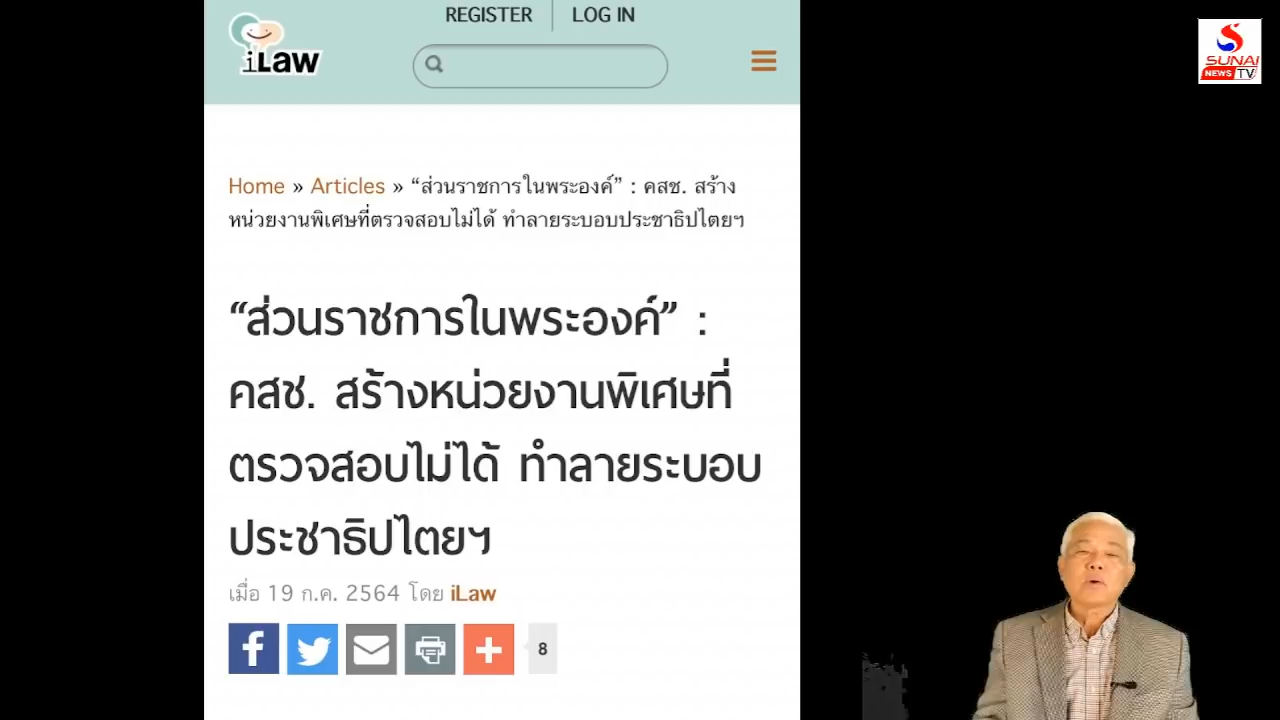 REGISTER
LOG IN
iLaw
SUNAI
NEWS TV
Home » Articles » “ส่วนราชการในพระองค์” : คสช. สร้าง
หน่วยงานพิเศษที่ตรวจสอบไม่ได้ ทำลายระบอบประชาธิปไตยฯ
“ส่วนราชการในพระองค์” :
คสช. สร้างหน่วยงานพิเศษที่
ตรวจสอบไม่ได้ ทำลายระบอบ
ประชาธิปไตยฯ
เมื่อ 19 ก.ค. 2564 โดย iLaw
8